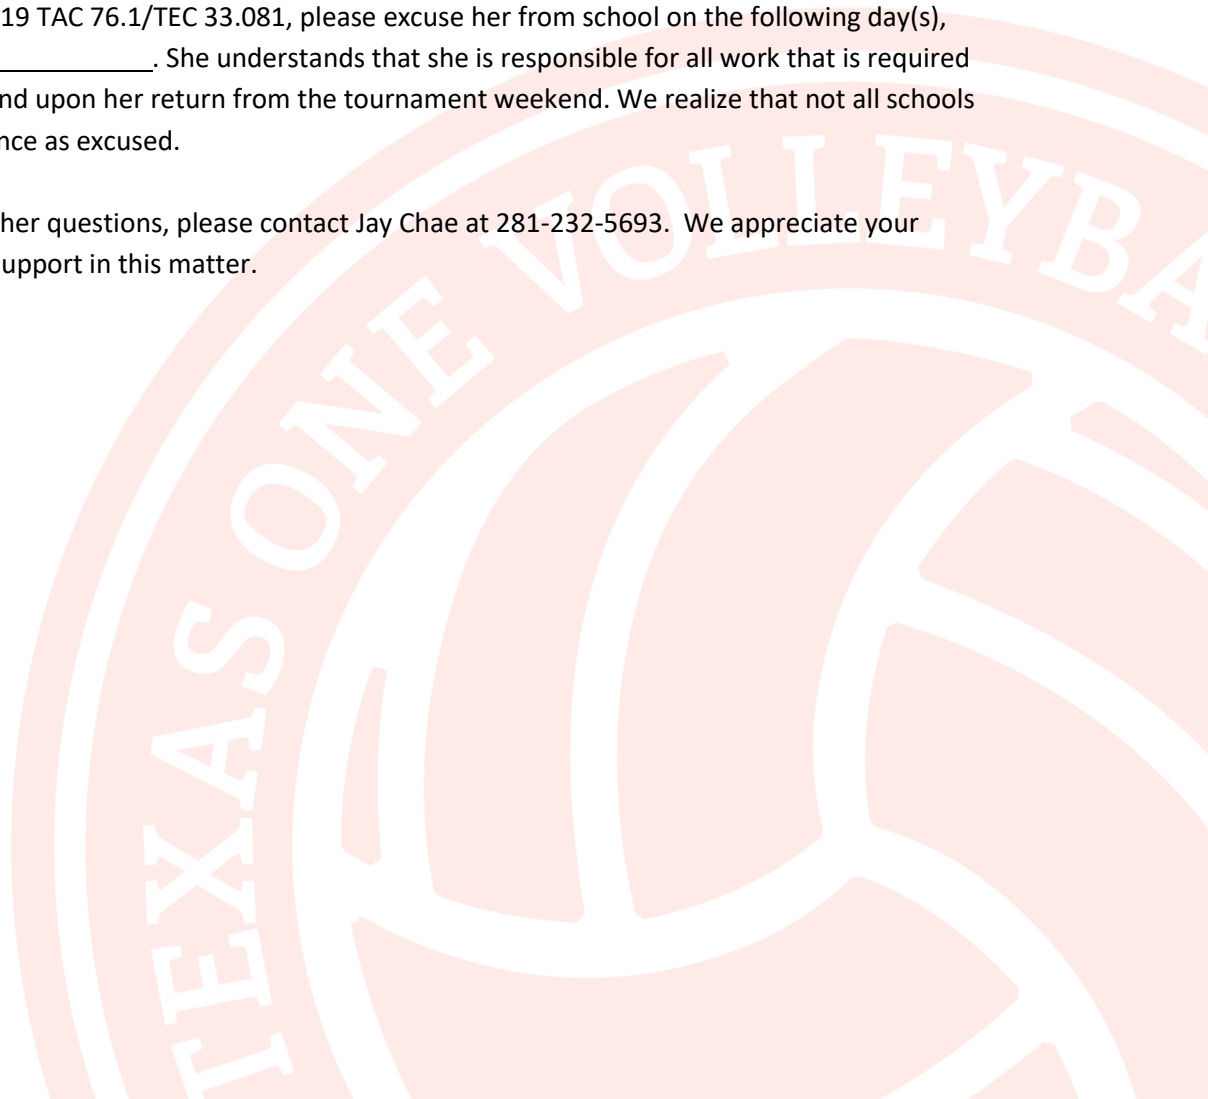 19 TAC 76.1/TEC 33.081, please excuse her from school on the following day(s),
___________. She understands that she is responsible for all work that is required
nd upon her return from the tournament weekend. We realize that not all schools
nce as excused.
her questions, please contact Jay Chae at 281-232-5693. We appreciate your
upport in this matter.
TEXAS ONE VOLLEYBA